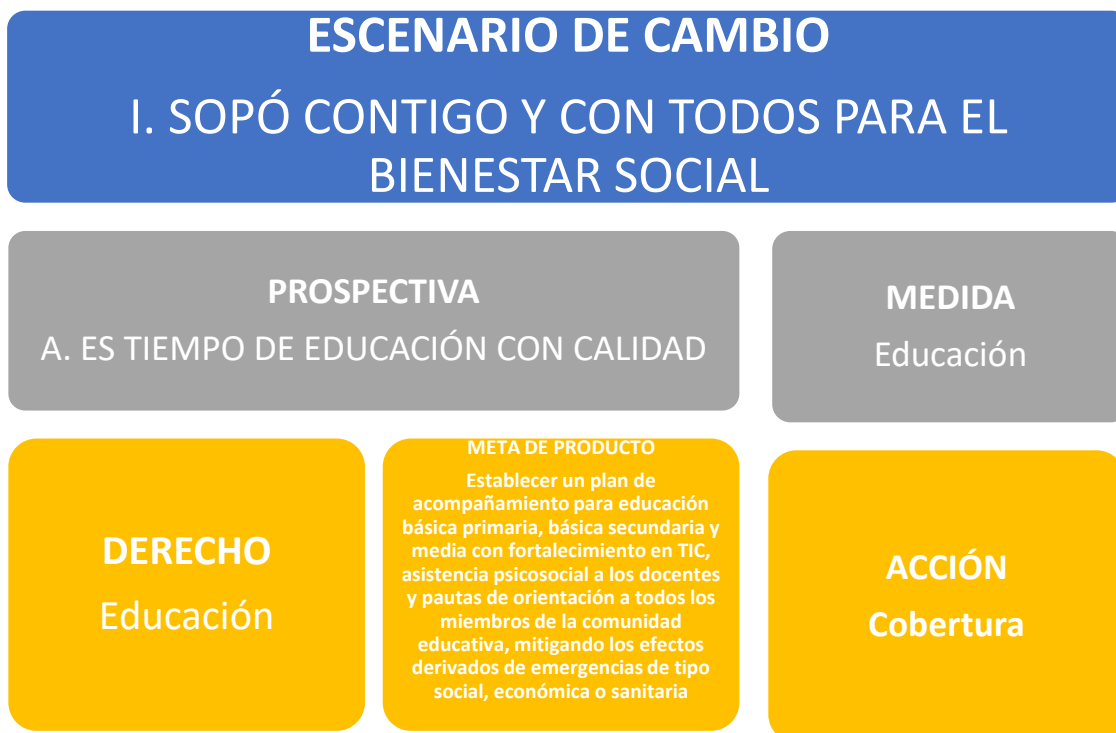 ESCENARIO DE CAMBIO
I. SOPÓ CONTIGO Y CON TODOS PARA EL
BIENESTAR SOCIAL
PROSPECTIVA
A. ES TIEMPO DE EDUCACIÓN CON CALIDAD
MEDIDA
Educación
DERECHO
Educación
META DE PRODUCTO
Establecer un plan de
acompañamiento para educación
básica primaria, básica secundaria y
media con fortalecimiento en TIC,
asistencia psicosocial a los docentes
y pautas de orientación a todos los
miembros de la comunidad
educativa, mitigando los efectos
derivados de emergencias de tipo
social, económica o sanitaria
ACCIÓN
Cobertura